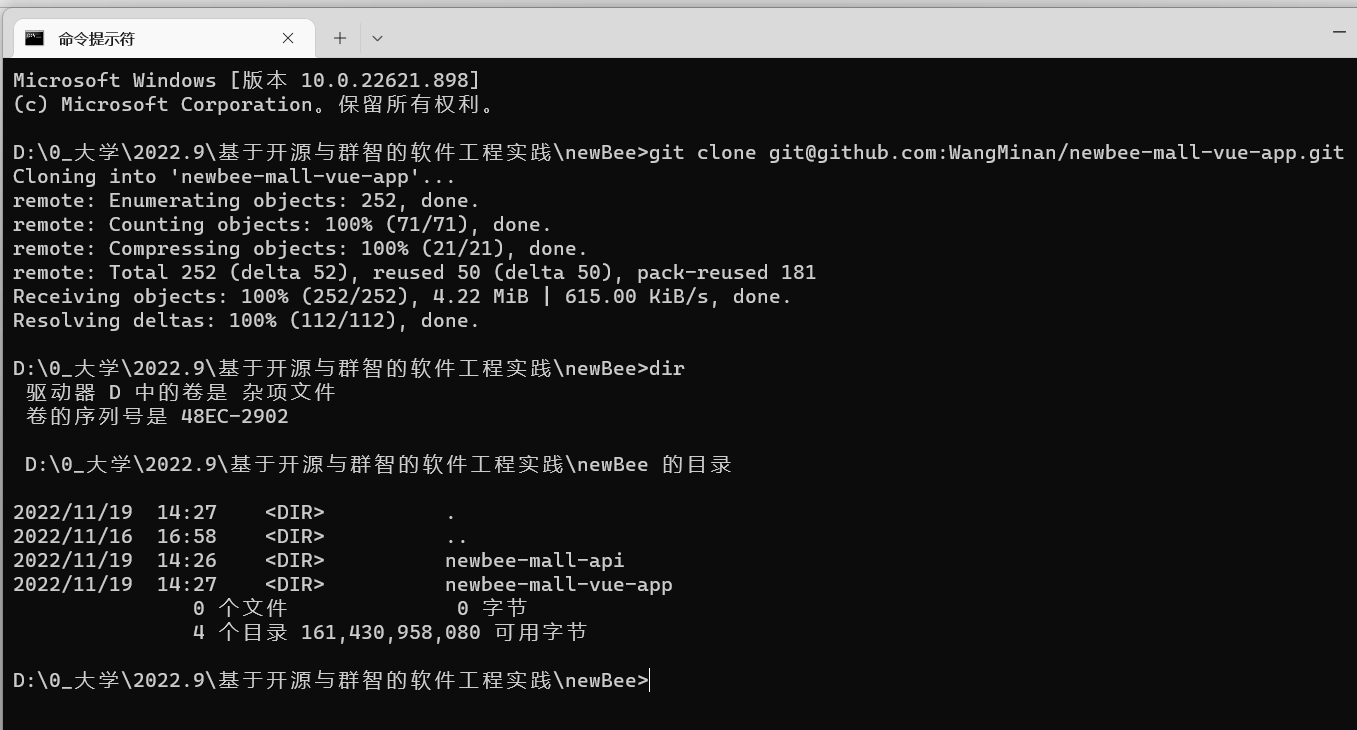 命令提示符
Microsoft Windows [版本 10.0.22621.898]
(c) Microsoft Corporation。保留所有权利。
D:\0_大学\2022.9\基于开源与群智的软件工程实践\newBee>git clone git@github.com:WangMinan/newbee-mall-vue-app.git
Cloning into 'newbee-mall-vue-app'...
remote: Enumerating objects: 252, done.
remote: Counting objects: 100% (71/71), done.
remote: Compressing objects: 100% (21/21), done.
remote: Total 252 (delta 52), reused 50 (delta 50), pack-reused 181
Receiving objects: 100% (252/252), 4.22 MiB | 615.00 KiB/s, done.
Resolving deltas: 100% (112/112), done.
D:\0_大学\2022.9\基于开源与群智的软件工程实践\newBee>dir
驱动器 D 中的卷是 杂项文件
卷的序列号是 48EC-2902
D:\0_大学\2022.9\基于开源与群智的软件工程实践\newBee 的目录
2022/11/19  14:27    <DIR>          .
2022/11/16  16:58    <DIR>          ..
2022/11/19  14:26    <DIR>          newbee-mall-api
2022/11/19  14:27    <DIR>          newbee-mall-vue-app
0 个文件              0 字节
4 个目录 161,430,958,080 可用字节
D:\0_大学\2022.9\基于开源与群智的软件工程实践\newBee>